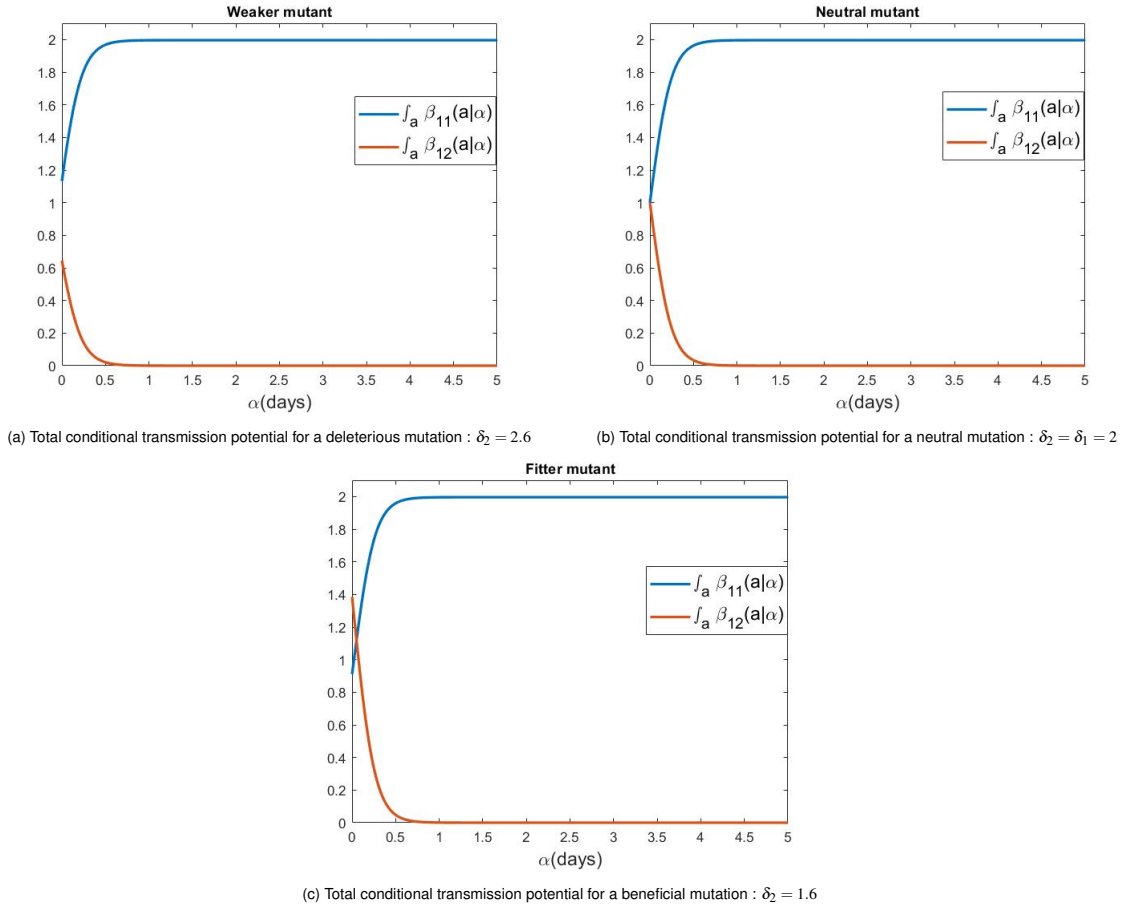 Weaker mutant
2
1.8
1.6
1.4
1.2
1
0.8
0.6
0.4
0.2
0
∫ₐ β₁₁(a|α)
∫ₐ β₁₂(a|α)
0 0.5 1 1.5 2 2.5 3 3.5 4 4.5 5
α(days)
(a) Total conditional transmission potential for a deleterious mutation : δ₂ = 2.6
Neutral mutant
2
1.8
1.6
1.4
1.2
1
0.8
0.6
0.4
0.2
0
∫ₐ β₁₁(a|α)
∫ₐ β₁₂(a|α)
0 0.5 1 1.5 2 2.5 3 3.5 4 4.5 5
α(days)
(b) Total conditional transmission potential for a neutral mutation : δ₂ = δ₁ = 2
Fitter mutant
2
1.8
1.6
1.4
1.2
1
0.8
0.6
0.4
0.2
0
∫ₐ β₁₁(a|α)
∫ₐ β₁₂(a|α)
0 0.5 1 1.5 2 2.5 3 3.5 4 4.5 5
α(days)
(c) Total conditional transmission potential for a beneficial mutation : δ₂ = 1.6